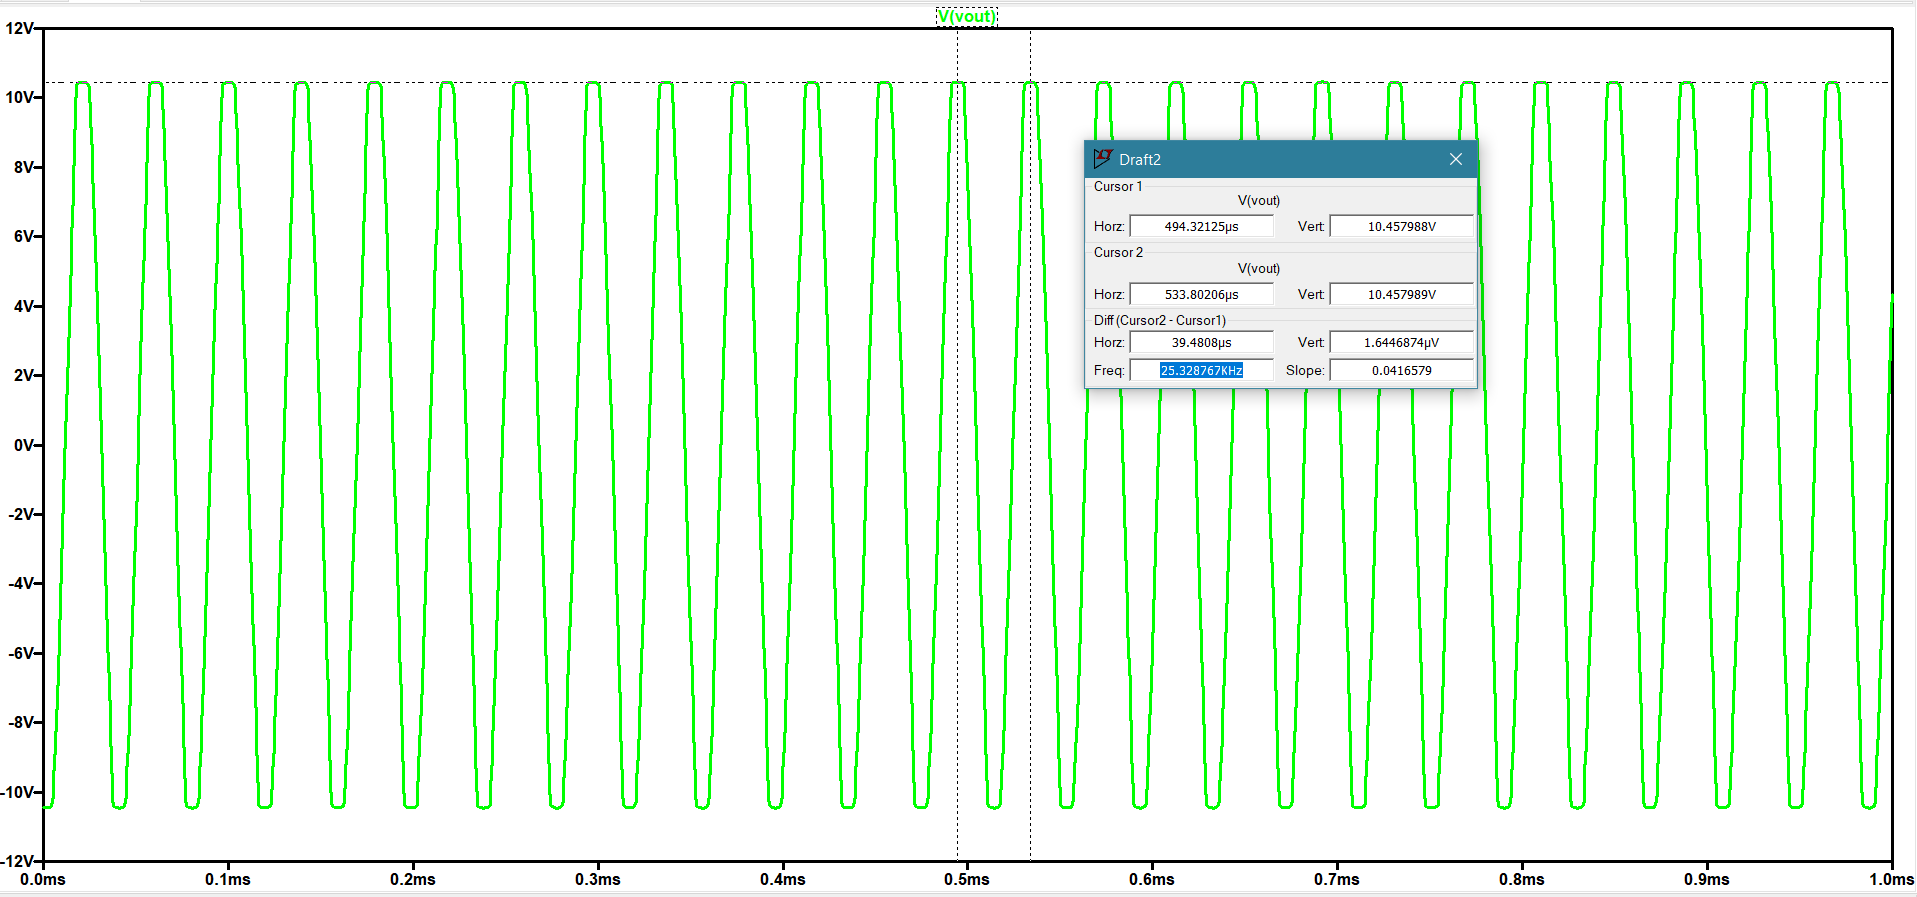 V(vout)
12V
10V
8V
6V
4V
2V
0V
-2V
-4V
-6V
-8V
-10V
-12V
0.0ms 0.1ms 0.2ms 0.3ms 0.4ms 0.5ms 0.6ms 0.7ms 0.8ms 0.9ms 1.0ms
Draft2
Cursor 1
V(vout)
Horz: 494.32125µs Vert: 10.457988V
Cursor 2
V(vout)
Horz: 533.80206µs Vert: 10.457989V
Diff (Cursor2 - Cursor1)
Horz: 39.4808µs Vert: 1.6446874µV
Freq: 25.328767KHz Slope: 0.0416579